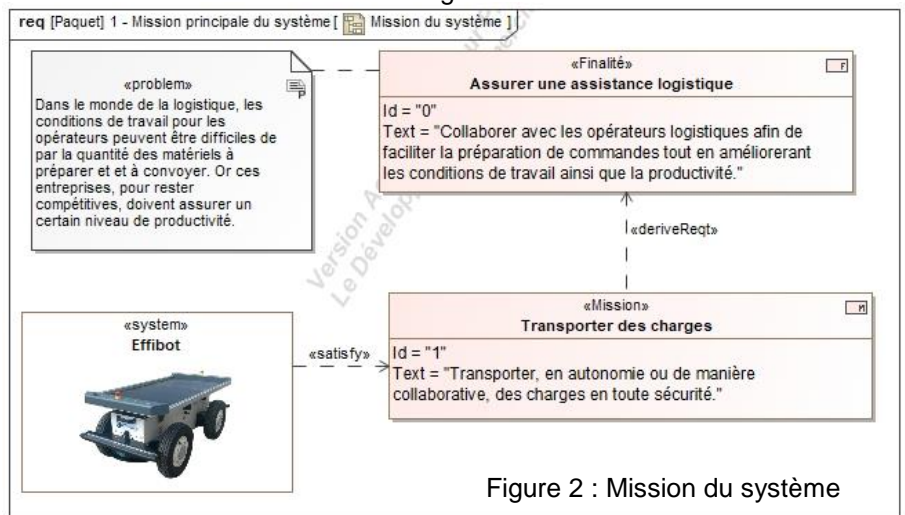 req [Paquet] 1 - Mission principale du système [ Mission du système ]
«problem»
Dans le monde de la logistique, les
conditions de travail pour les
opérateurs peuvent être difficiles de
par la quantité des matériels à
préparer et et à convoyer. Or ces
entreprises, pour rester
compétitives, doivent assurer un
certain niveau de productivité.
P
«Finalité»
F
Assurer une assistance logistique
Id = "0"
Text = "Collaborer avec les opérateurs logistiques afin de
faciliter la préparation de commandes tout en améliorerant
les conditions de travail ainsi que la productivité."
«deriveReqt»
Version
Le Dévelop
«system»
Effibot
«satisfy»
«Mission»
M
Transporter des charges
Id = "1"
Text = "Transporter, en autonomie ou de manière
collaborative, des charges en toute sécurité."
Figure 2 : Mission du système